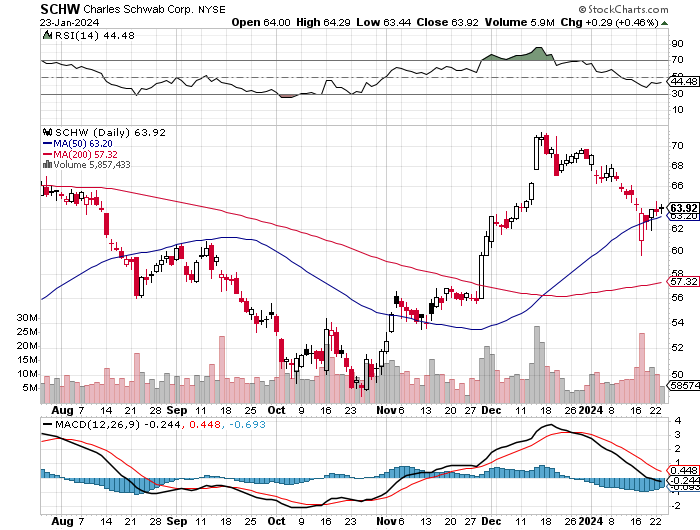 SCHW Charles Schwab Corp. NYSE © StockCharts.com
23-Jan-2024 Open 64.00 High 64.29 Low 63.44 Close 63.92 Volume 5.9M Chg +0.29 (+0.46%)
RSI(14) 44.48
90
70
50
44.48
30
10
SCHW (Daily) 63.92
MA(50) 63.20
MA(200) 57.32
Volume 5,857,433
70
68
66
63.92
63.20
62
60
58
57.32
56
54
52
50
30M
25M
20M
15M
10M
5M
58574
Aug 7 14 21 28 Sep 11 18 25 Oct 9 16 23 Nov 6 13 20 27 Dec 11 18 26 2024 8 16 22
MACD(12,26,9) -0.244, 0.448, -0.693
4
3
2
1
0.448
-0.244
-0.693
-2
Aug 7 14 21 28 Sep 11 18 25 Oct 9 16 23 Nov 6 13 20 27 Dec 11 18 26 2024 8 16 22